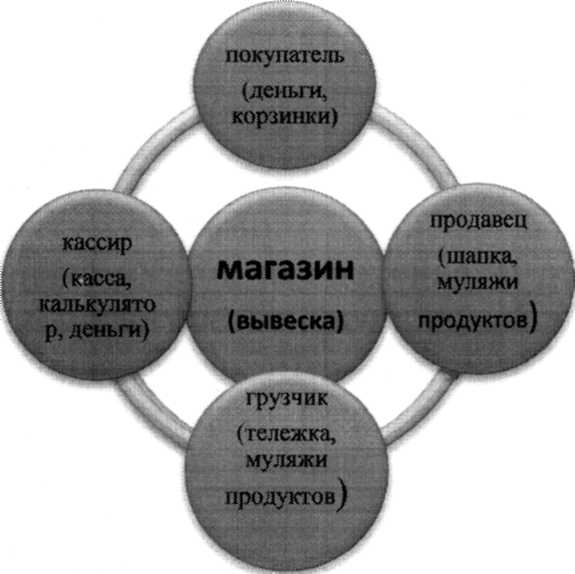 покупатель
(деньги,
корзинки)
кассир
(касса,
калькулято
р, деньги)
магазин
(вывеска)
продавец
(шапка,
муляжи
продуктов)
грузчик
(тележка,
муляжи
продуктов)